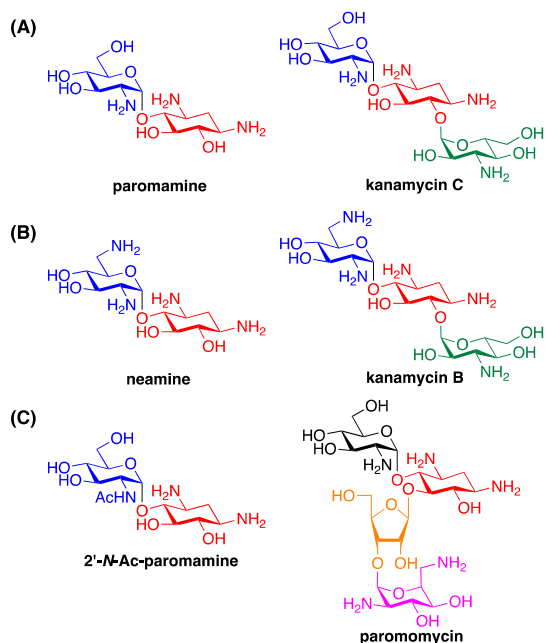 (A)
OH
OH
HO
O
HO
H₂N
O
H₂N
HO
OH
NH₂
HO
O
HO
H₂N
O
H₂N
HO
NH₂
O
O
OH
HO
OH
NH₂
paromamine
kanamycin C
(B)
NH₂
NH₂
HO
O
HO
H₂N
O
H₂N
HO
OH
NH₂
HO
O
HO
H₂N
O
H₂N
HO
NH₂
O
O
OH
HO
OH
NH₂
neamine
kanamycin B
(C)
OH
OH
HO
O
HO
AcHN
O
H₂N
HO
OH
NH₂
HO
O
HO
H₂N
O
H₂N
O
OH
NH₂
HO
O
OH
O
NH₂
O
H₂N
HO
OH
2'-N-Ac-paromamine
paromomycin